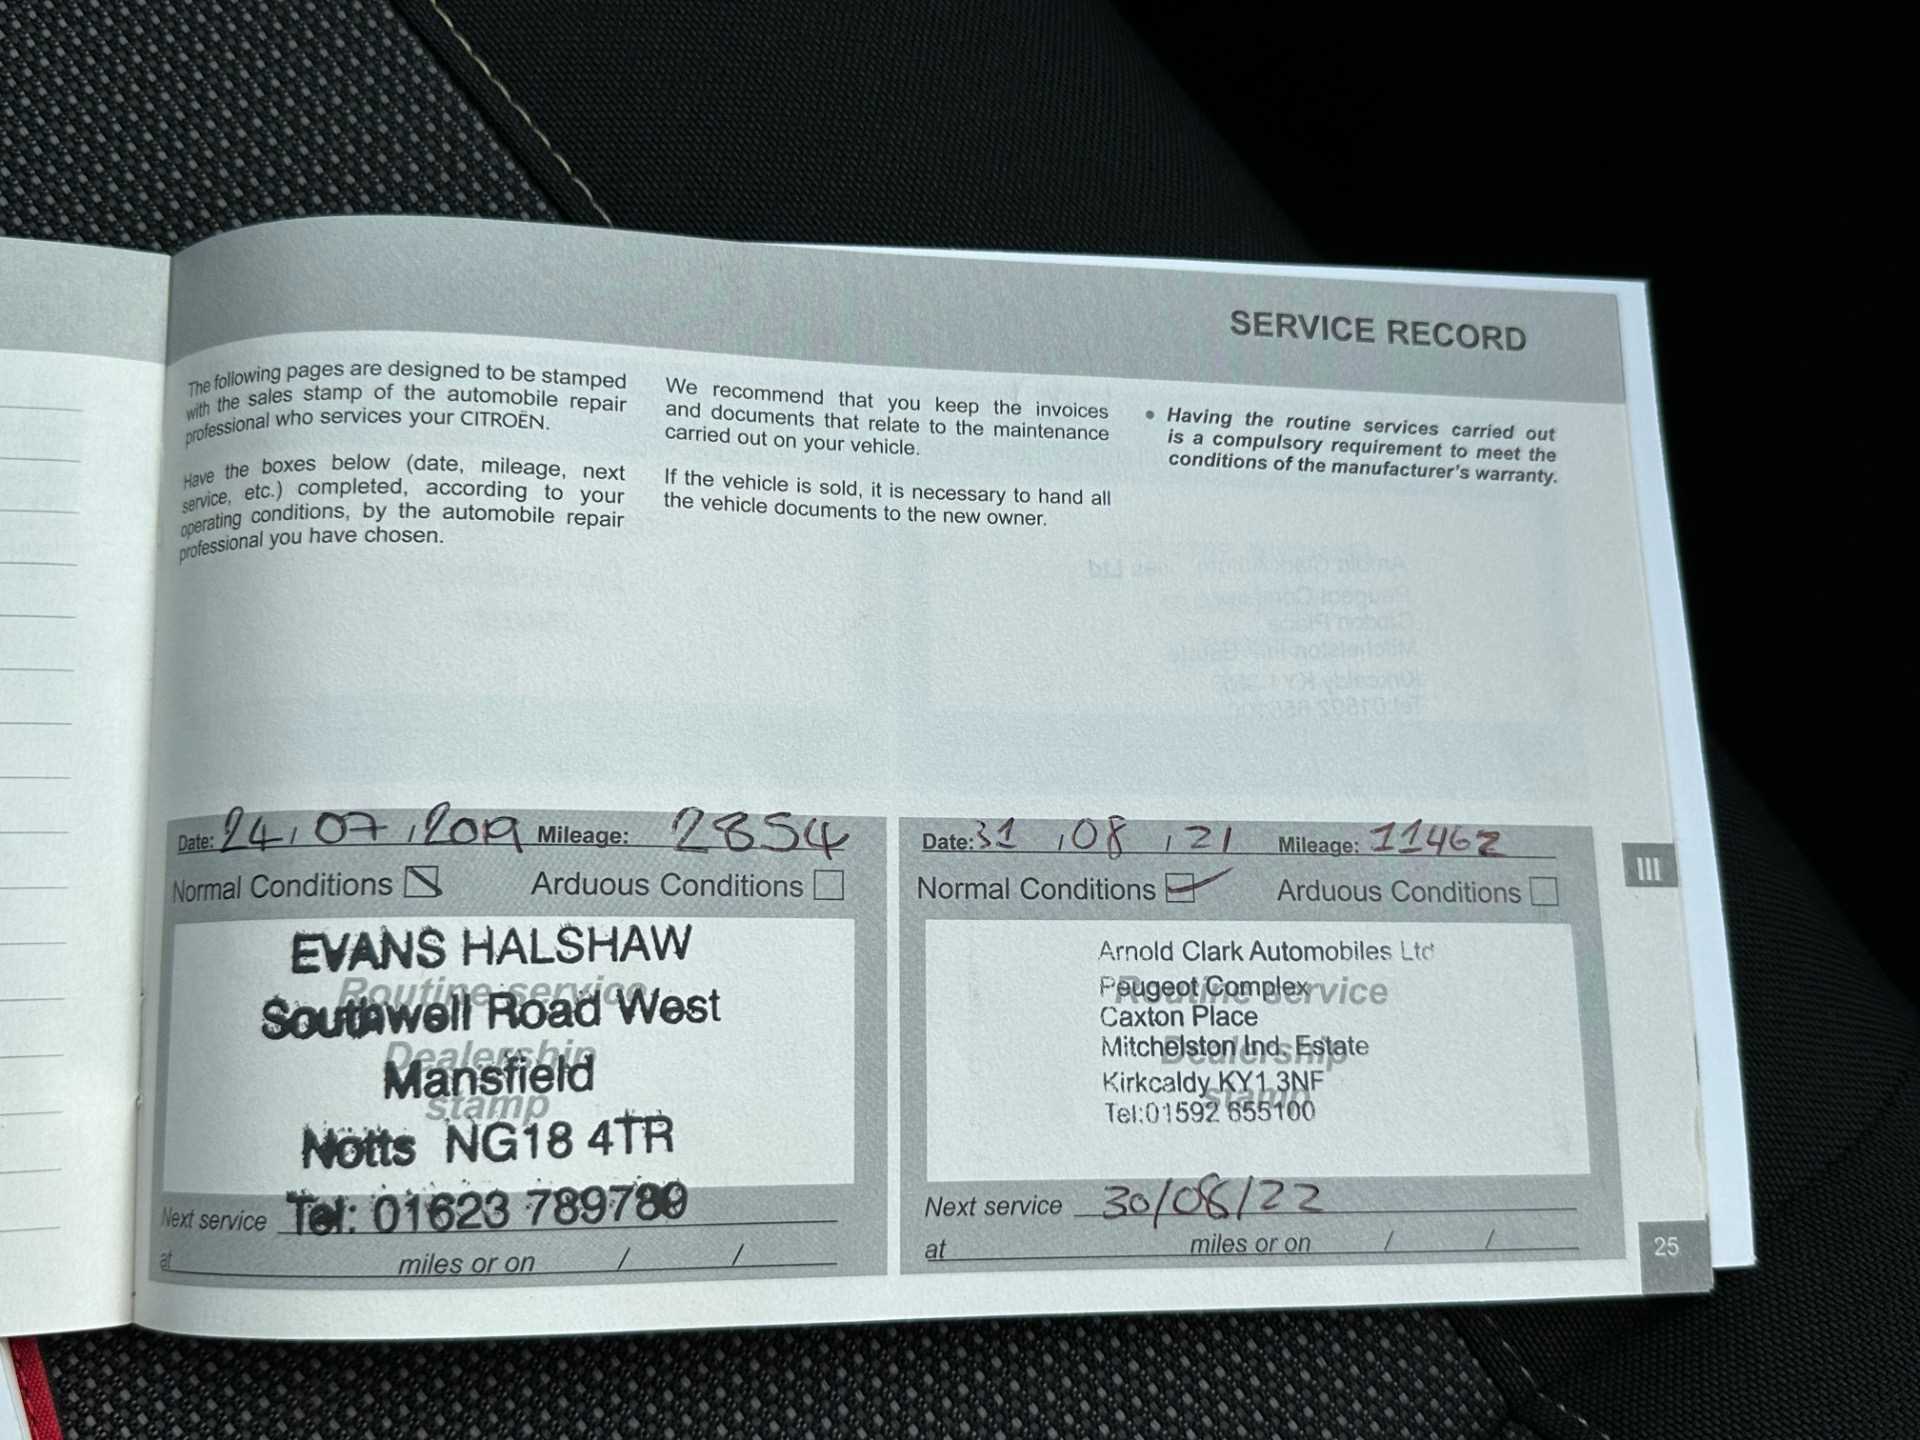 SERVICE RECORD
The following pages are designed to be stamped
with the sales stamp of the automobile repair
professional who services your CITROËN.
Have the boxes below (date, mileage, next
service, etc.) completed, according to your
operating conditions, by the automobile repair
professional you have chosen.
We recommend that you keep the invoices
and documents that relate to the maintenance
carried out on your vehicle.
If the vehicle is sold, it is necessary to hand all
the vehicle documents to the new owner.
• Having the routine services carried out
is a compulsory requirement to meet the
conditions of the manufacturer's warranty.
Date: 24/07/2019 Mileage: 2854
Normal Conditions Arduous Conditions
EVANS HALSHAW
Routine service
Southwell Road West
Dealership
Mansfield
stamp
Notts NG18 4TR
Next service Tel: 01623 789789
at miles or on / /
Date: 31/08/21 Mileage: 11462
Normal Conditions Arduous Conditions
Arnold Clark Automobiles Ltd
Routine service
Peugeot Complex
Caxton Place
Dealership
Mitchelston Ind. Estate
Kirkcaldy KY1 3NF
stamp
Tel:01592 655100
Next service 30/08/22
at miles or on / /
III
25